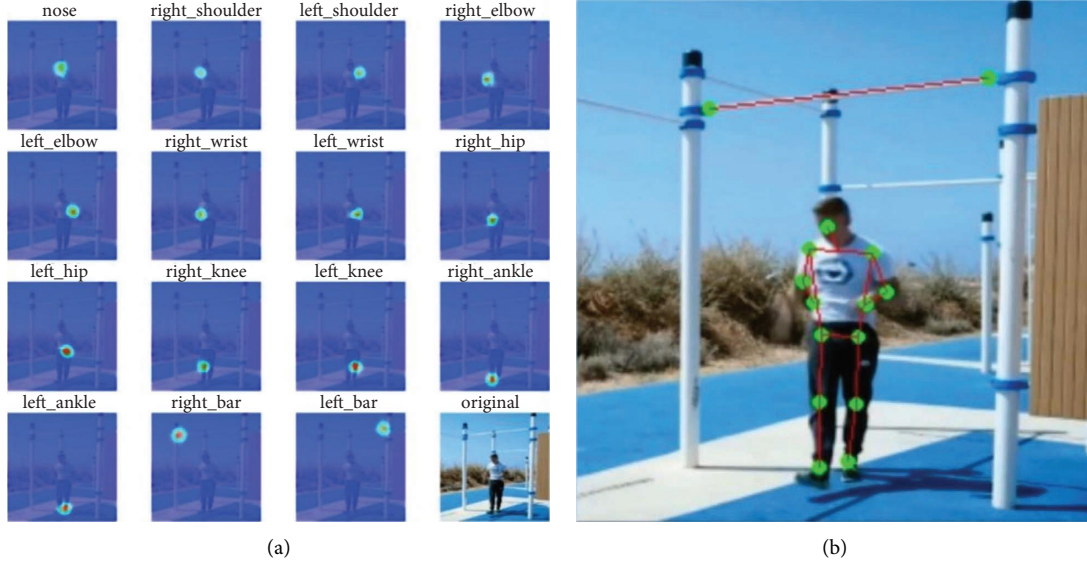 nose right_shoulder left_shoulder right_elbow
left_elbow right_wrist left_wrist right_hip
left_hip right_knee left_knee right_ankle
left_ankle right_bar left_bar original
(a) (b)